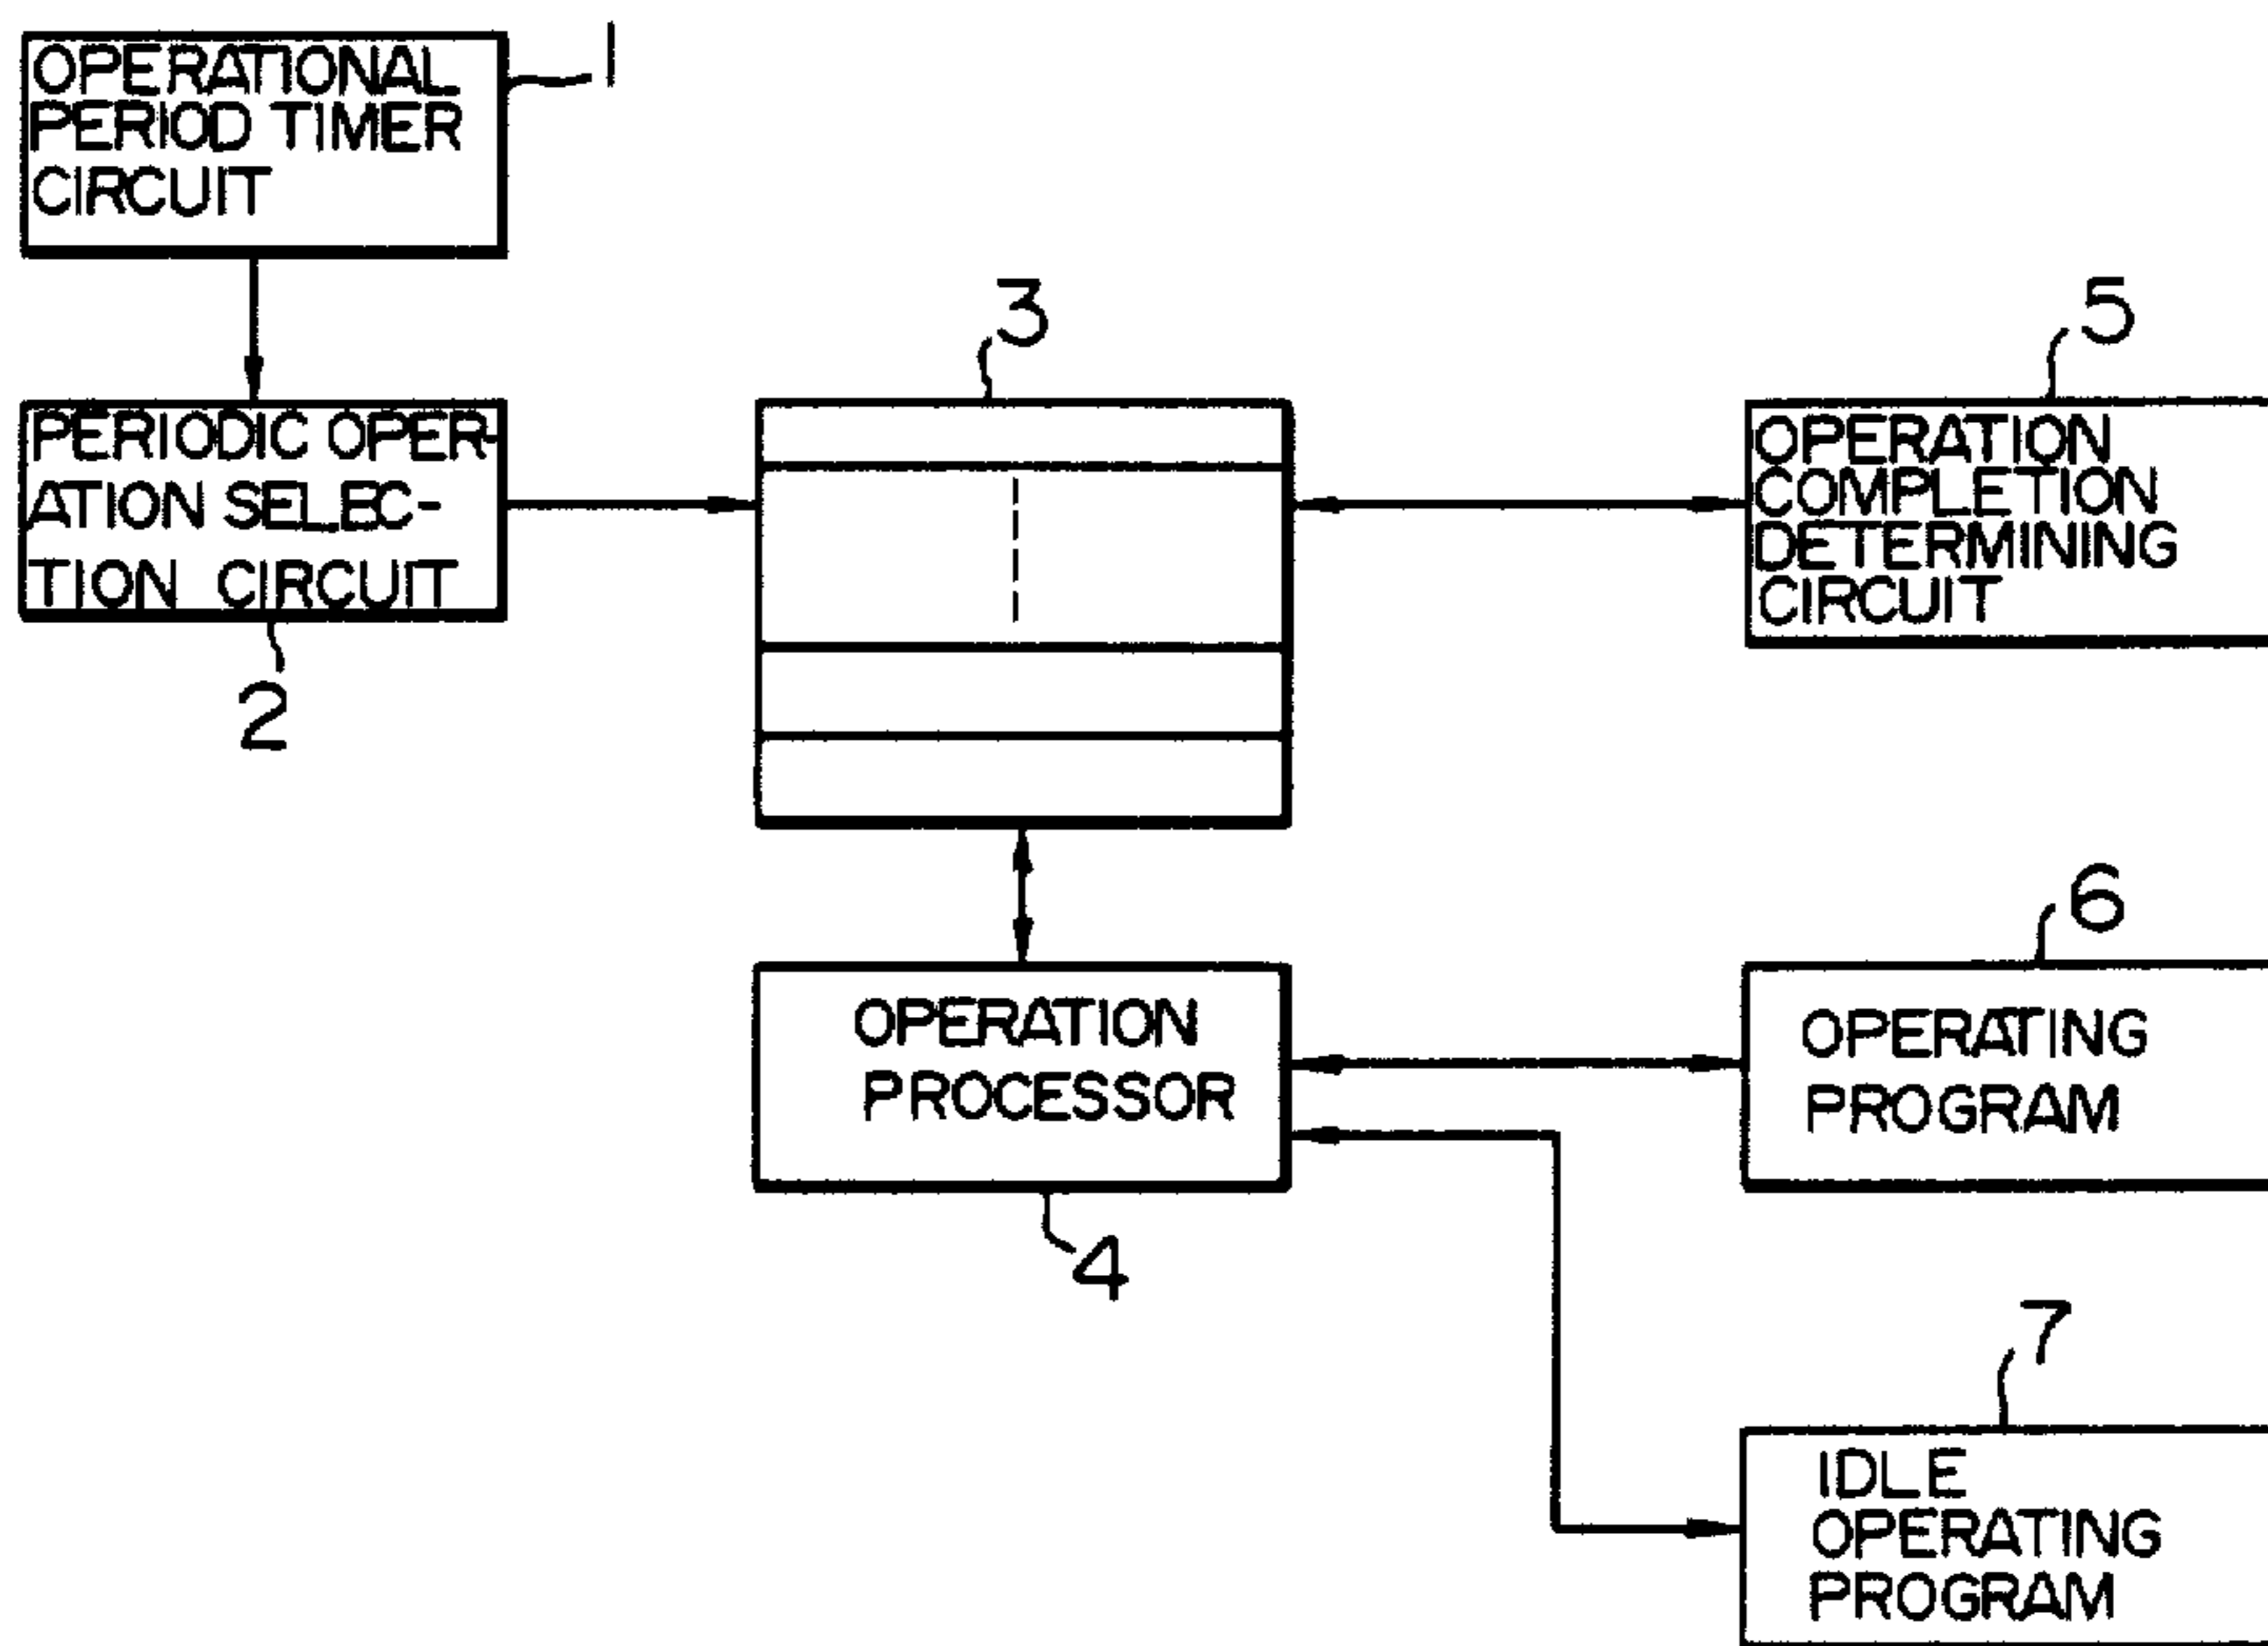 OPERATIONAL
PERIOD TIMER
CIRCUIT
1
PERIODIC OPER-
ATION SELEC-
TION CIRCUIT
2
3
5
OPERATION
COMPLETION
DETERMINING
CIRCUIT
OPERATION
PROCESSOR
4
6
OPERATING
PROGRAM
7
IDLE
OPERATING
PROGRAM